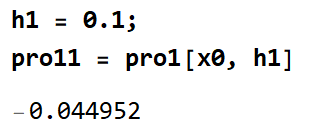 h1 = 0.1;
pro11 = pro1[x0, h1]
-0.044952